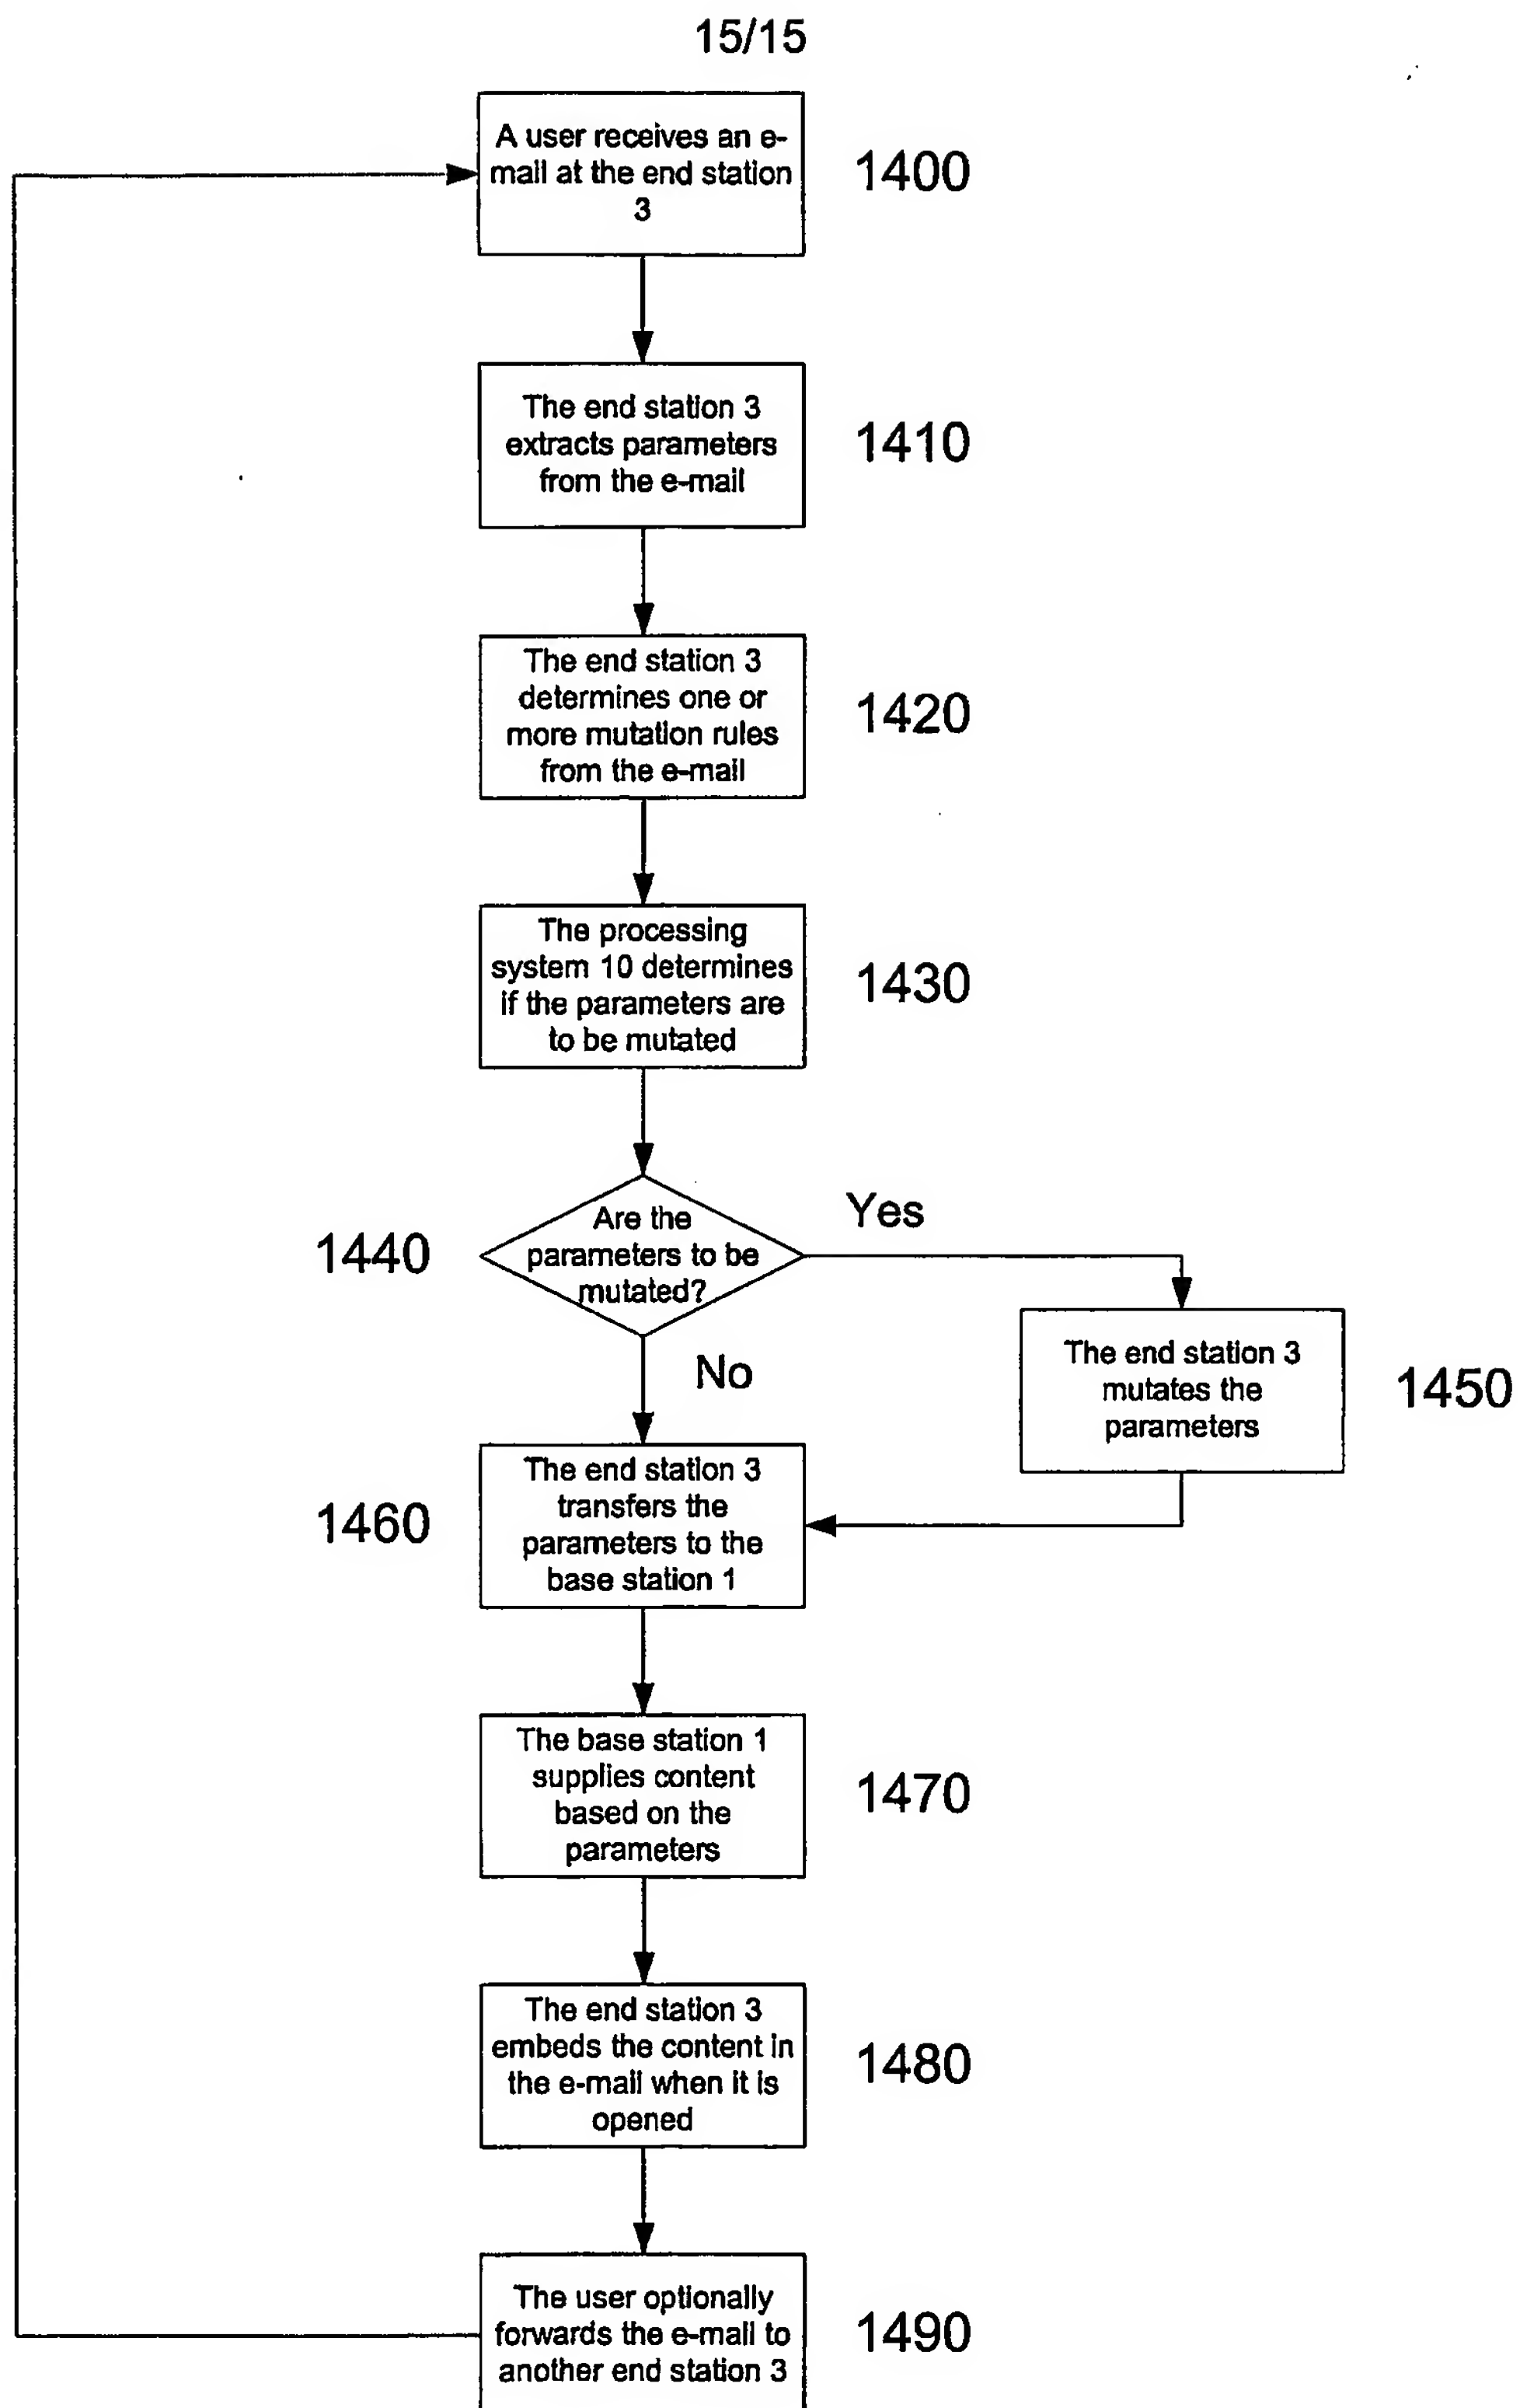 15/15
A user receives an e-
mail at the end station
3
1400
The end station 3
extracts parameters
from the e-mail
1410
The end station 3
determines one or
more mutation rules
from the e-mail
1420
The processing
system 10 determines
if the parameters are
to be mutated
1430
1440
Are the
parameters to be
mutated?
Yes
No
The end station 3
mutates the
parameters
1450
1460
The end station 3
transfers the
parameters to the
base station 1
The base station 1
supplies content
based on the
parameters
1470
The end station 3
embeds the content in
the e-mail when it is
opened
1480
The user optionally
forwards the e-mail to
another end station 3
1490